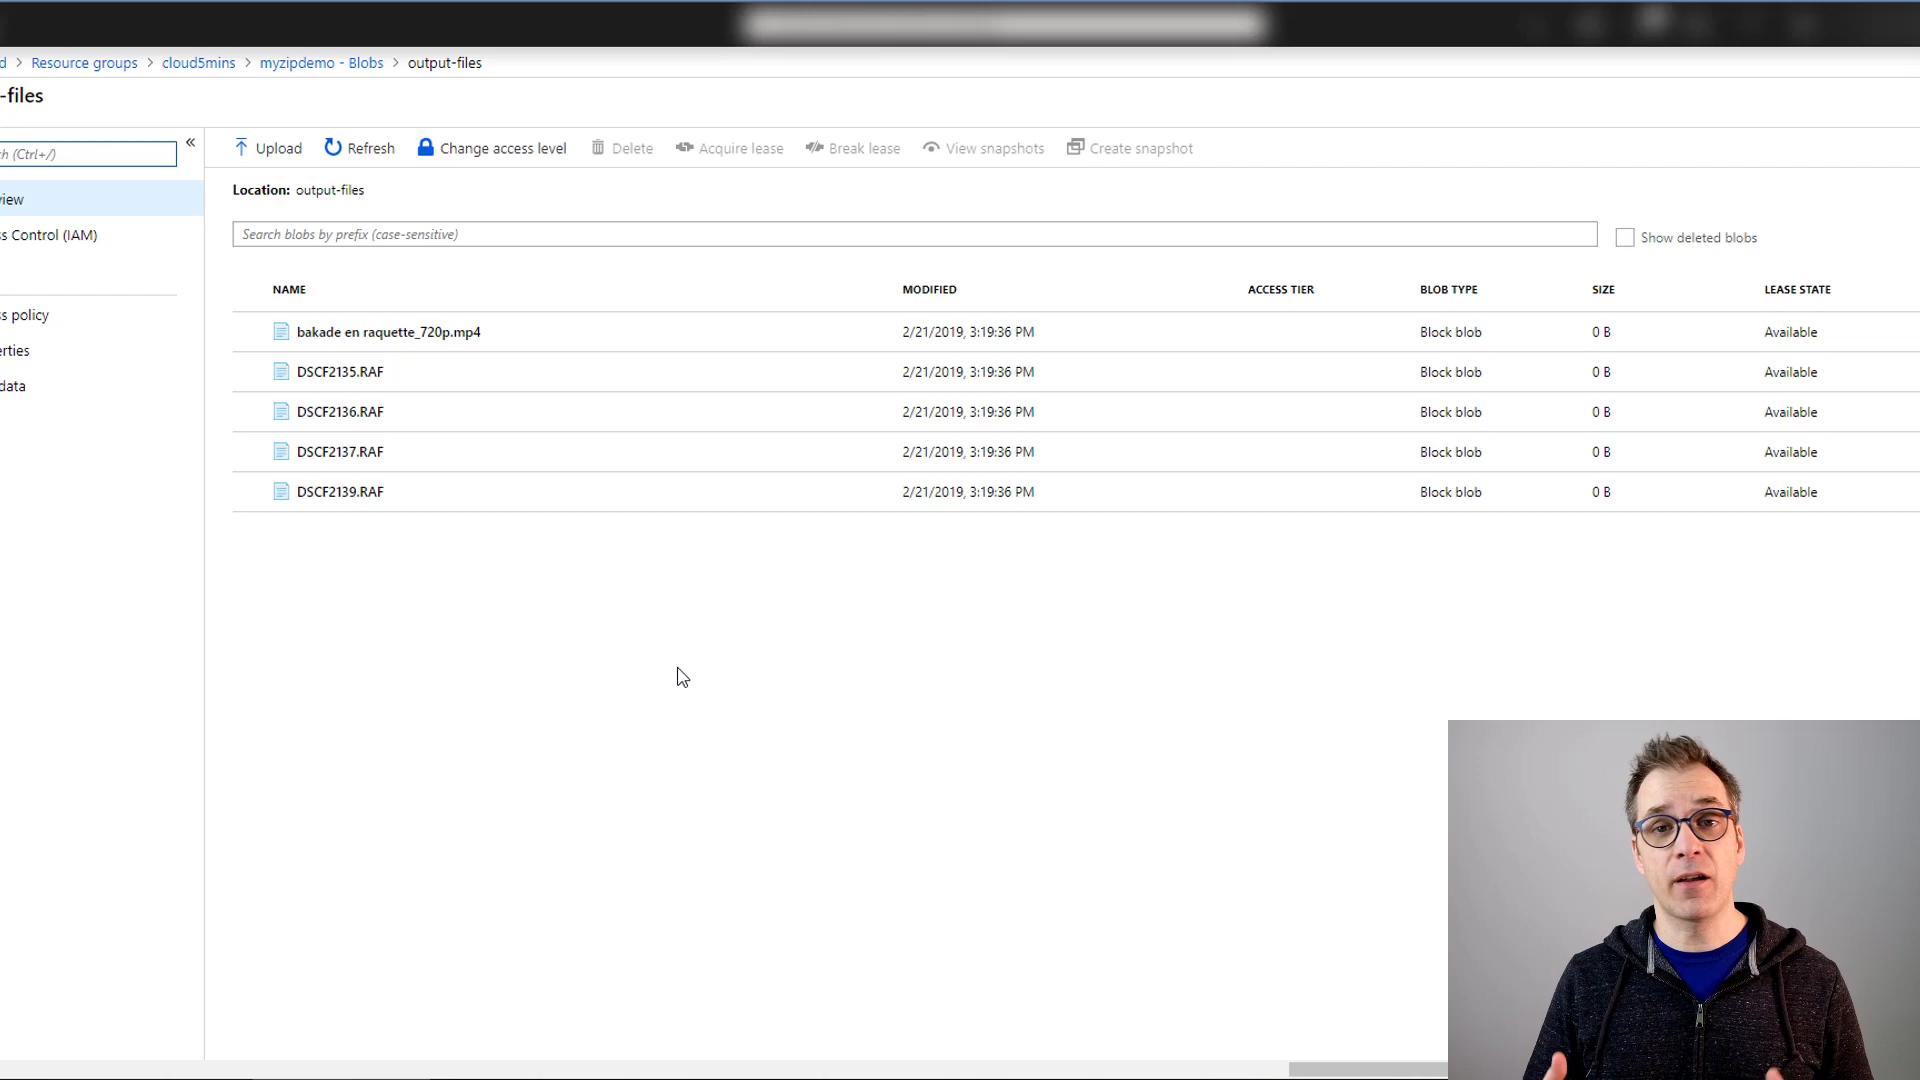 d > Resource groups > cloud5mins > myzipdemo - Blobs > output-files
-files
ch (Ctrl+/)
«
Upload Refresh Change access level Delete Acquire lease Break lease View snapshots Create snapshot
view
s Control (IAM)
s policy
erties
data
Location: output-files
Search blobs by prefix (case-sensitive)
Show deleted blobs
NAME MODIFIED ACCESS TIER BLOB TYPE SIZE LEASE STATE
bakade en raquette_720p.mp4 2/21/2019, 3:19:36 PM Block blob 0 B Available
DSCF2135.RAF 2/21/2019, 3:19:36 PM Block blob 0 B Available
DSCF2136.RAF 2/21/2019, 3:19:36 PM Block blob 0 B Available
DSCF2137.RAF 2/21/2019, 3:19:36 PM Block blob 0 B Available
DSCF2139.RAF 2/21/2019, 3:19:36 PM Block blob 0 B Available